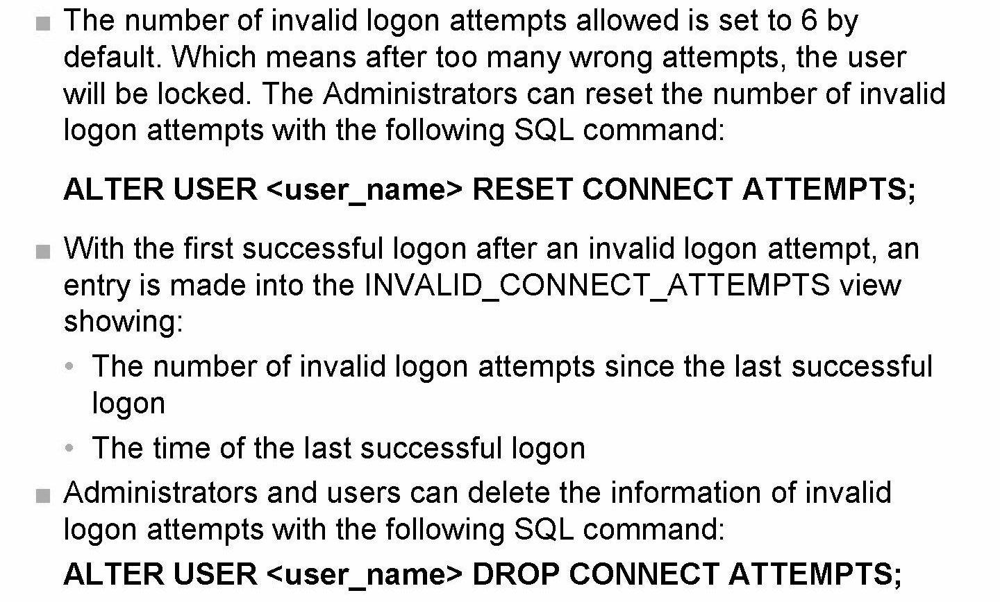 ■ The number of invalid logon attempts allowed is set to 6 by
default. Which means after too many wrong attempts, the user
will be locked. The Administrators can reset the number of invalid
logon attempts with the following SQL command:
ALTER USER <user_name> RESET CONNECT ATTEMPTS;
■ With the first successful logon after an invalid logon attempt, an
entry is made into the INVALID_CONNECT_ATTEMPTS view
showing:
• The number of invalid logon attempts since the last successful
logon
• The time of the last successful logon
■ Administrators and users can delete the information of invalid
logon attempts with the following SQL command:
ALTER USER <user_name> DROP CONNECT ATTEMPTS;